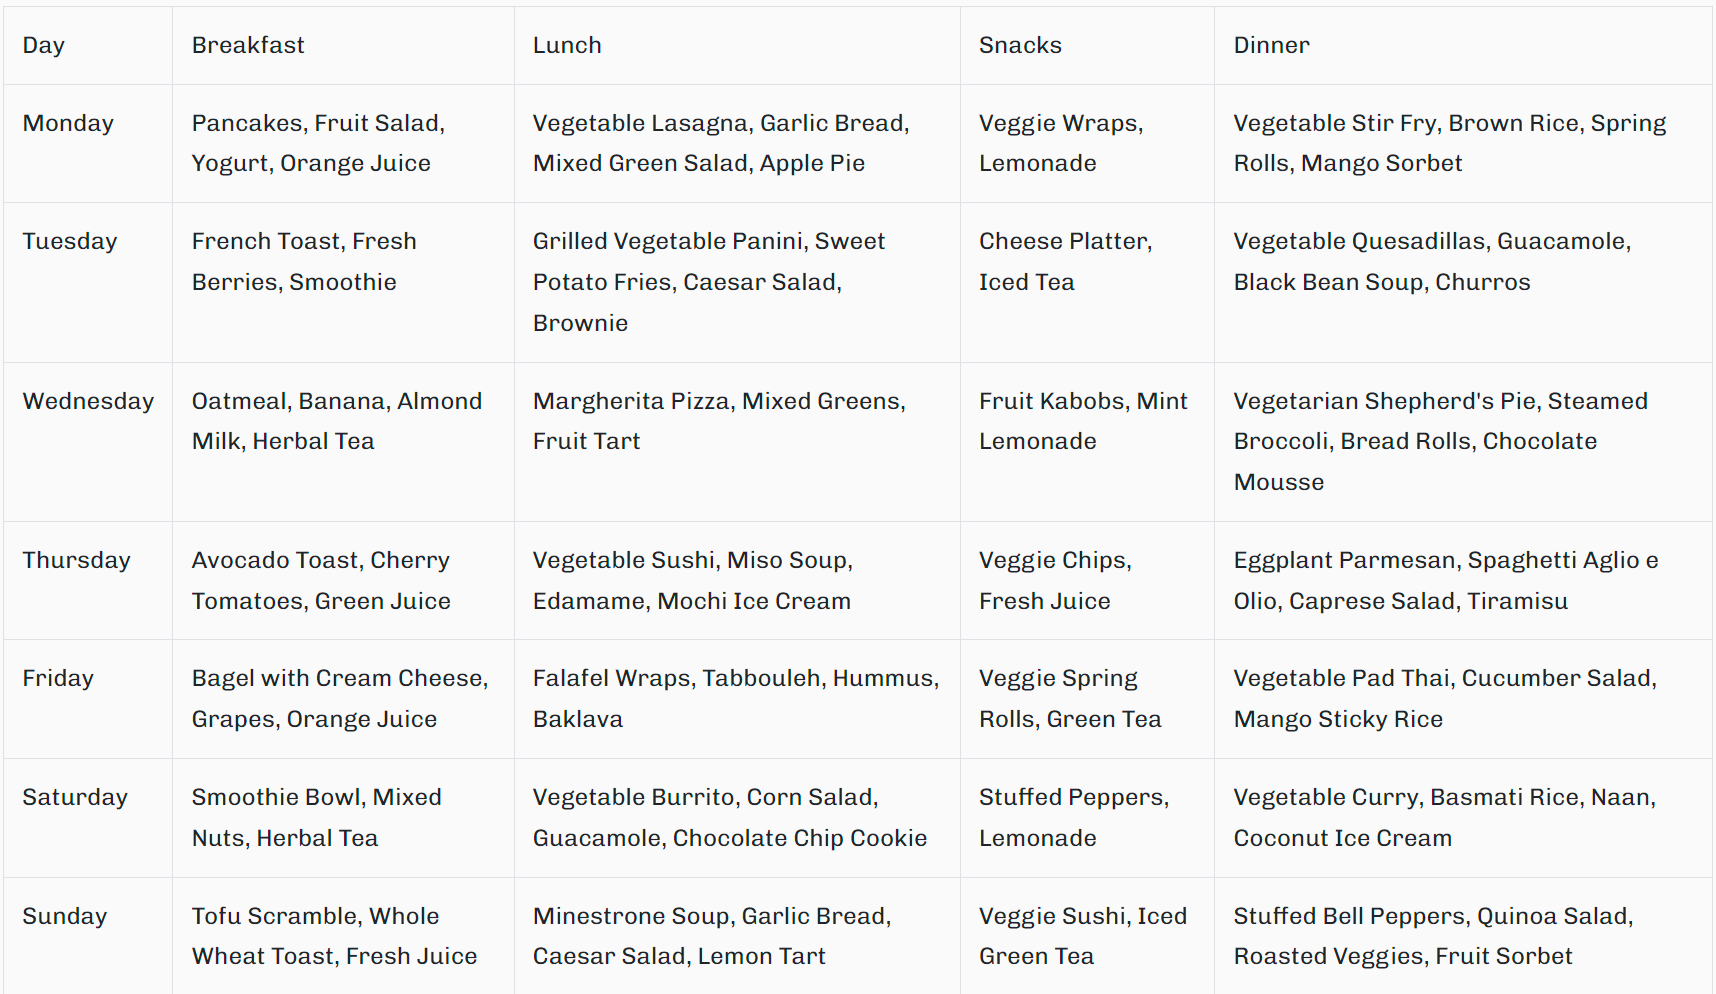 Day Breakfast Lunch Snacks Dinner
Monday
Pancakes, Fruit Salad,
Yogurt, Orange Juice
Vegetable Lasagna, Garlic Bread,
Mixed Green Salad, Apple Pie
Veggie Wraps,
Lemonade
Vegetable Stir Fry, Brown Rice, Spring
Rolls, Mango Sorbet
Tuesday
French Toast, Fresh
Berries, Smoothie
Grilled Vegetable Panini, Sweet
Potato Fries, Caesar Salad,
Brownie
Cheese Platter,
Iced Tea
Vegetable Quesadillas, Guacamole,
Black Bean Soup, Churros
Wednesday
Oatmeal, Banana, Almond
Milk, Herbal Tea
Margherita Pizza, Mixed Greens,
Fruit Tart
Fruit Kabobs, Mint
Lemonade
Vegetarian Shepherd's Pie, Steamed
Broccoli, Bread Rolls, Chocolate
Mousse
Thursday
Avocado Toast, Cherry
Tomatoes, Green Juice
Vegetable Sushi, Miso Soup,
Edamame, Mochi Ice Cream
Veggie Chips,
Fresh Juice
Eggplant Parmesan, Spaghetti Aglio e
Olio, Caprese Salad, Tiramisu
Friday
Bagel with Cream Cheese,
Grapes, Orange Juice
Falafel Wraps, Tabbouleh, Hummus,
Baklava
Veggie Spring
Rolls, Green Tea
Vegetable Pad Thai, Cucumber Salad,
Mango Sticky Rice
Saturday
Smoothie Bowl, Mixed
Nuts, Herbal Tea
Vegetable Burrito, Corn Salad,
Guacamole, Chocolate Chip Cookie
Stuffed Peppers,
Lemonade
Vegetable Curry, Basmati Rice, Naan,
Coconut Ice Cream
Sunday
Tofu Scramble, Whole
Wheat Toast, Fresh Juice
Minestrone Soup, Garlic Bread,
Caesar Salad, Lemon Tart
Veggie Sushi, Iced
Green Tea
Stuffed Bell Peppers, Quinoa Salad,
Roasted Veggies, Fruit Sorbet